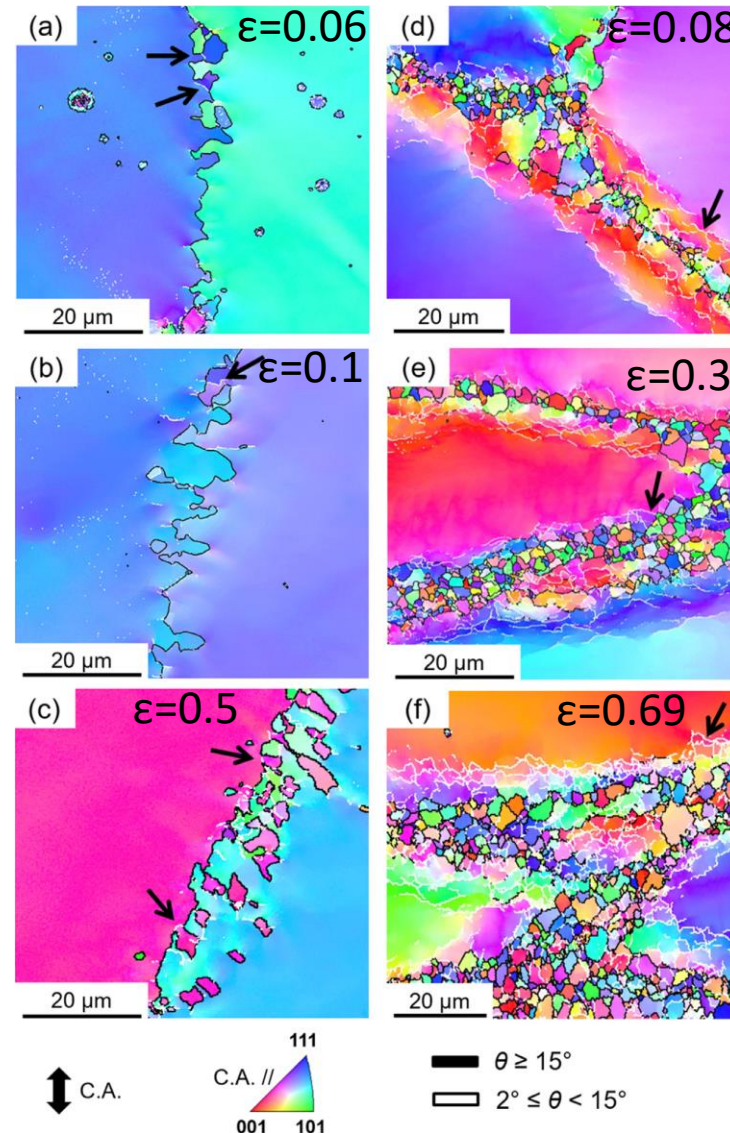 (a)
ε=0.06
20 μm
(d)
ε=0.08
20 μm
(b)
ε=0.1
20 μm
(e)
ε=0.3
20 μm
(c)
ε=0.5
20 μm
(f)
ε=0.69
20 μm
C.A.
C.A. //
111
001
101
θ ≥ 15°
2° ≤ θ < 15°